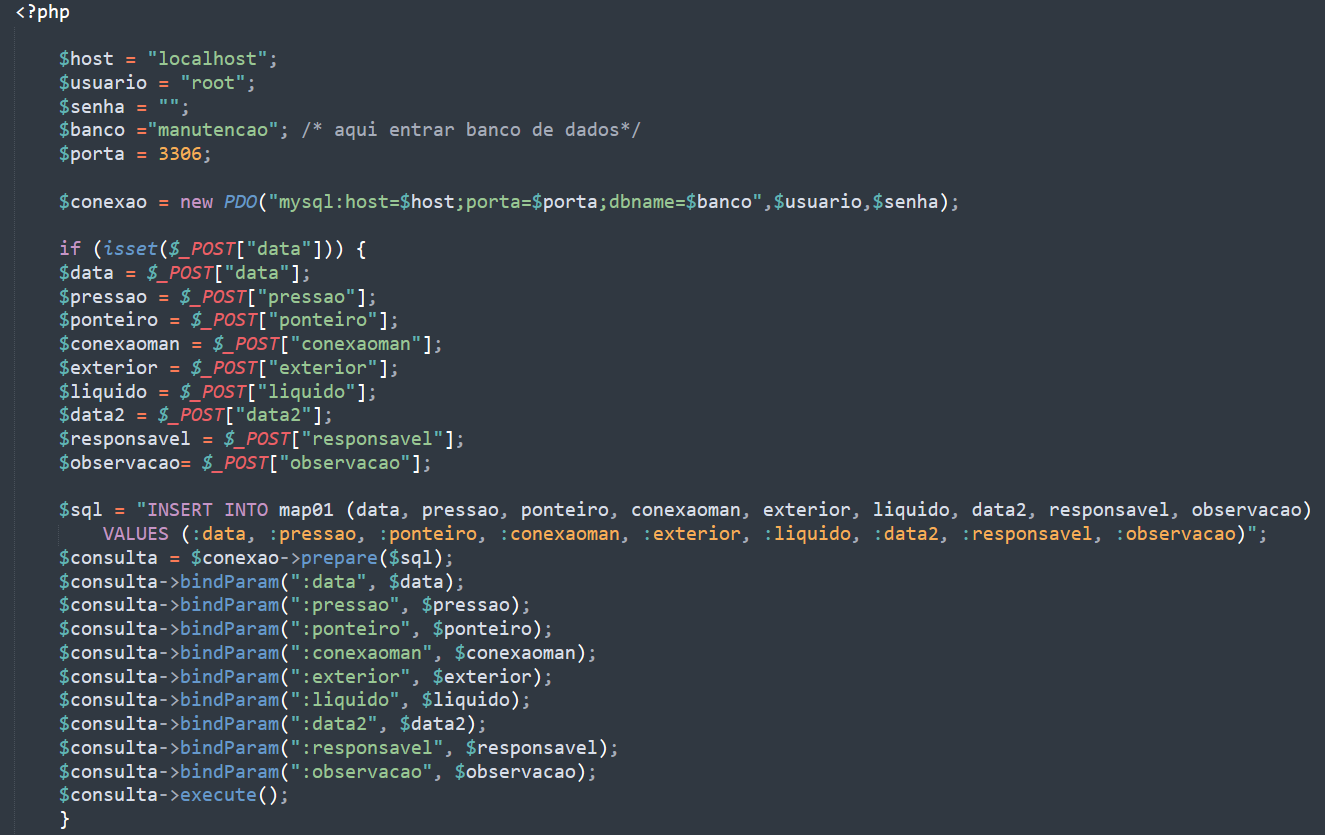 <?php
$host = "localhost";
$usuario = "root";
$senha = "";
$banco ="manutencao"; /* aqui entrar banco de dados*/
$porta = 3306;
$conexao = new PDO("mysql:host=$host;porta=$porta;dbname=$banco",$usuario,$senha);
if (isset($_POST["data"])) {
$data = $_POST["data"];
$pressao = $_POST["pressao"];
$ponteiro = $_POST["ponteiro"];
$conexaoman = $_POST["conexaoman"];
$exterior = $_POST["exterior"];
$liquido = $_POST["liquido"];
$data2 = $_POST["data2"];
$responsavel = $_POST["responsavel"];
$observacao= $_POST["observacao"];
$sql = "INSERT INTO map01 (data, pressao, ponteiro, conexaoman, exterior, liquido, data2, responsavel, observacao)
VALUES (:data, :pressao, :ponteiro, :conexaoman, :exterior, :liquido, :data2, :responsavel, :observacao)";
$consulta = $conexao->prepare($sql);
$consulta->bindParam(":data", $data);
$consulta->bindParam(":pressao", $pressao);
$consulta->bindParam(":ponteiro", $ponteiro);
$consulta->bindParam(":conexaoman", $conexaoman);
$consulta->bindParam(":exterior", $exterior);
$consulta->bindParam(":liquido", $liquido);
$consulta->bindParam(":data2", $data2);
$consulta->bindParam(":responsavel", $responsavel);
$consulta->bindParam(":observacao", $observacao);
$consulta->execute();
}